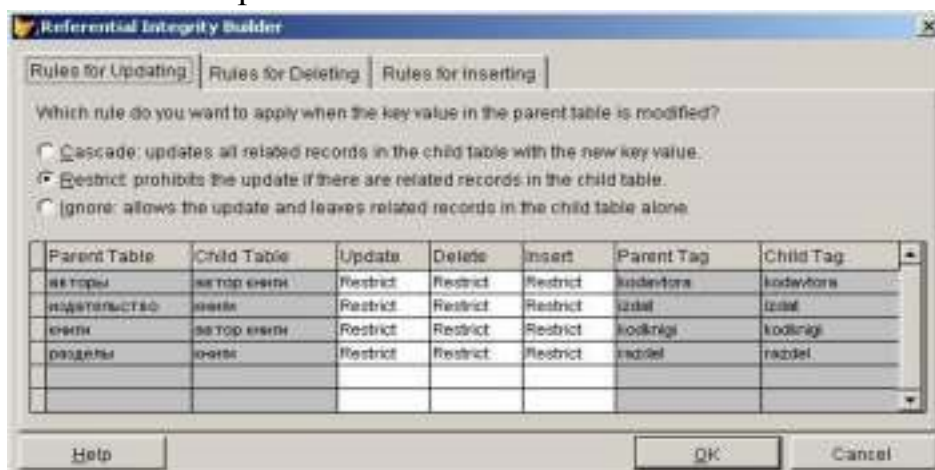 Referential Integrity Builder
Rules for Updating Rules for Deleting Rules for Inserting
Which rule do you want to apply when the key value in the parent table is modified?
Cascade: updates all related records in the child table with the new key value.
Restrict: prohibits the update if there are related records in the child table.
Ignore: allows the update and leaves related records in the child table alone.
Parent Table Child Table Update Delete Insert Parent Tag Child Tag
авторы автор книги Restrict Restrict Restrict kodavtora kodavtora
издательство книги Restrict Restrict Restrict izdat izdat
книги автор книги Restrict Restrict Restrict kodknigi kodknigi
разделы книги Restrict Restrict Restrict razdel razdel
Help OK Cancel